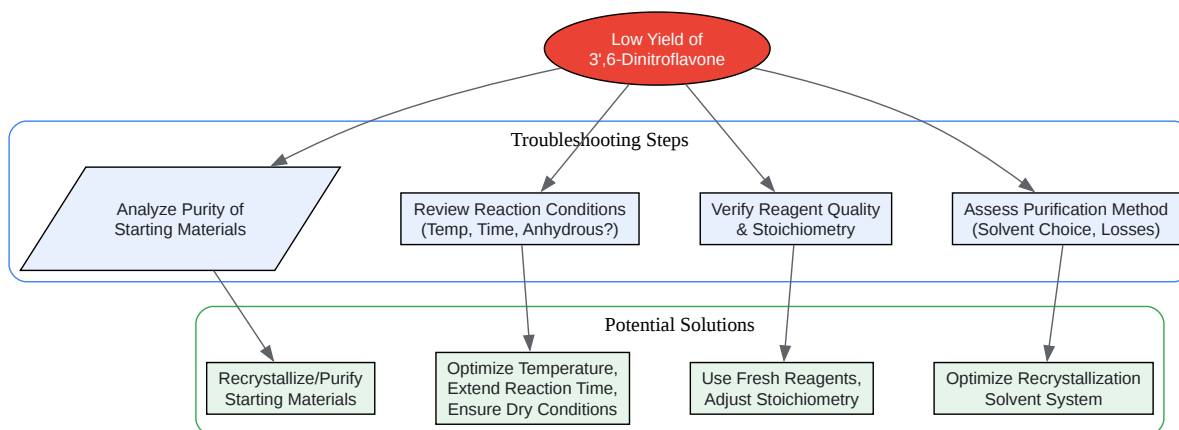 Low Yield of
3',6-Dinitroflavone
Troubleshooting Steps
Analyze Purity of
Starting Materials
Review Reaction Conditions
(Temp, Time, Anhydrous?)
Verify Reagent Quality
& Stoichiometry
Assess Purification Method
(Solvent Choice, Losses)
Potential Solutions
Recrystallize/Purify
Starting Materials
Optimize Temperature,
Extend Reaction Time,
Ensure Dry Conditions
Use Fresh Reagents,
Adjust Stoichiometry
Optimize Recrystallization
Solvent System